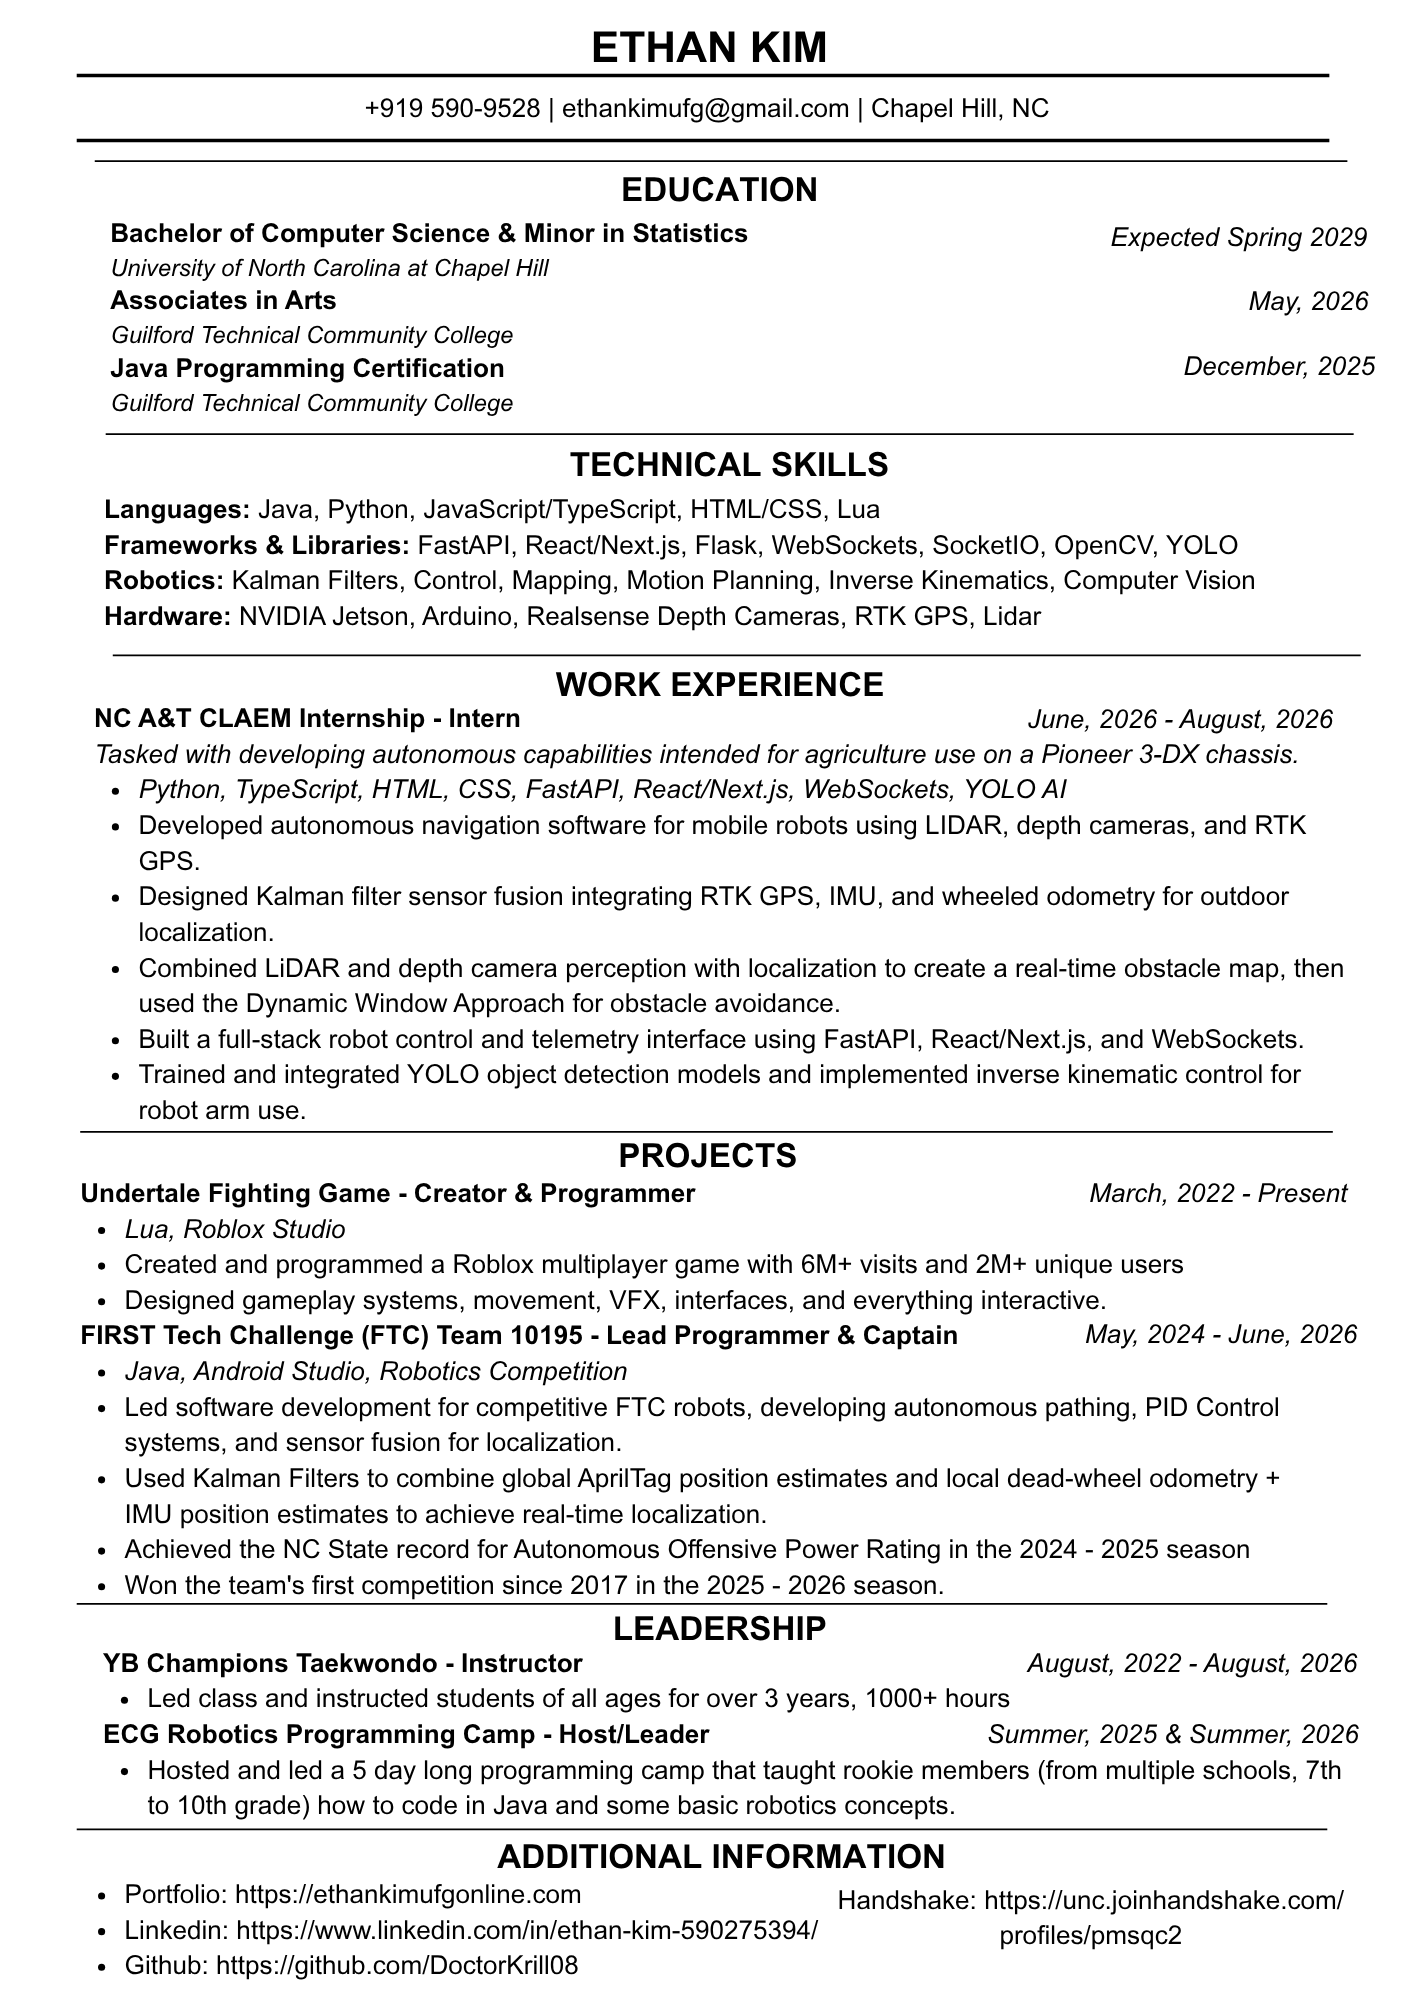 ETHAN KIM
+919 590-9528 | ethankimufg@gmail.com | Chapel Hill, NC
EDUCATION
Bachelor of Computer Science & Minor in Statistics
Expected Spring 2029
University of North Carolina at Chapel Hill
Associates in Arts
May, 2026
Guilford Technical Community College
Java Programming Certification
December, 2025
Guilford Technical Community College
TECHNICAL SKILLS
Languages: Java, Python, JavaScript/TypeScript, HTML/CSS, Lua
Frameworks & Libraries: FastAPI, React/Next.js, Flask, WebSockets, SocketIO, OpenCV, YOLO
Robotics: Kalman Filters, Control, Mapping, Motion Planning, Inverse Kinematics, Computer Vision
Hardware: NVIDIA Jetson, Arduino, Realsense Depth Cameras, RTK GPS, Lidar
WORK EXPERIENCE
NC A&T CLAEM Internship - Intern
June, 2026 - August, 2026
Tasked with developing autonomous capabilities intended for agriculture use on a Pioneer 3-DX chassis.
• Python, TypeScript, HTML, CSS, FastAPI, React/Next.js, WebSockets, YOLO AI
• Developed autonomous navigation software for mobile robots using LIDAR, depth cameras, and RTK
GPS.
• Designed Kalman filter sensor fusion integrating RTK GPS, IMU, and wheeled odometry for outdoor
localization.
• Combined LiDAR and depth camera perception with localization to create a real-time obstacle map, then
used the Dynamic Window Approach for obstacle avoidance.
• Built a full-stack robot control and telemetry interface using FastAPI, React/Next.js, and WebSockets.
• Trained and integrated YOLO object detection models and implemented inverse kinematic control for
robot arm use.
PROJECTS
Undertale Fighting Game - Creator & Programmer
March, 2022 - Present
• Lua, Roblox Studio
• Created and programmed a Roblox multiplayer game with 6M+ visits and 2M+ unique users
• Designed gameplay systems, movement, VFX, interfaces, and everything interactive.
FIRST Tech Challenge (FTC) Team 10195 - Lead Programmer & Captain
May, 2024 - June, 2026
• Java, Android Studio, Robotics Competition
• Led software development for competitive FTC robots, developing autonomous pathing, PID Control
systems, and sensor fusion for localization.
• Used Kalman Filters to combine global AprilTag position estimates and local dead-wheel odometry +
IMU position estimates to achieve real-time localization.
• Achieved the NC State record for Autonomous Offensive Power Rating in the 2024 - 2025 season
• Won the team's first competition since 2017 in the 2025 - 2026 season.
LEADERSHIP
YB Champions Taekwondo - Instructor
August, 2022 - August, 2026
• Led class and instructed students of all ages for over 3 years, 1000+ hours
ECG Robotics Programming Camp - Host/Leader
Summer, 2025 & Summer, 2026
• Hosted and led a 5 day long programming camp that taught rookie members (from multiple schools, 7th
to 10th grade) how to code in Java and some basic robotics concepts.
ADDITIONAL INFORMATION
• Portfolio: https://ethankimufgonline.com
• Linkedin: https://www.linkedin.com/in/ethan-kim-590275394/
• Github: https://github.com/DoctorKrill08
Handshake: https://unc.joinhandshake.com/
profiles/pmsqc2